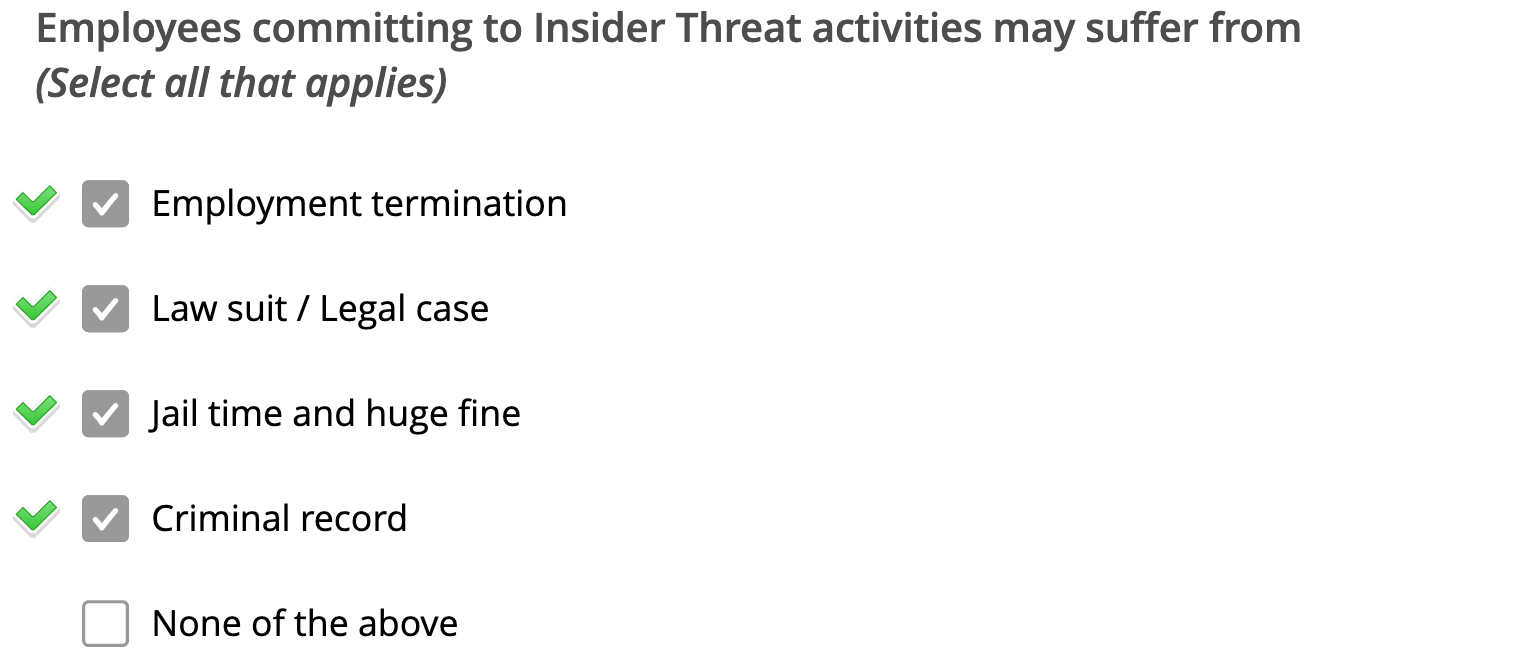 Employees committing to Insider Threat activities may suffer from
(Select all that applies)
Employment termination
Law suit / Legal case
Jail time and huge fine
Criminal record
None of the above